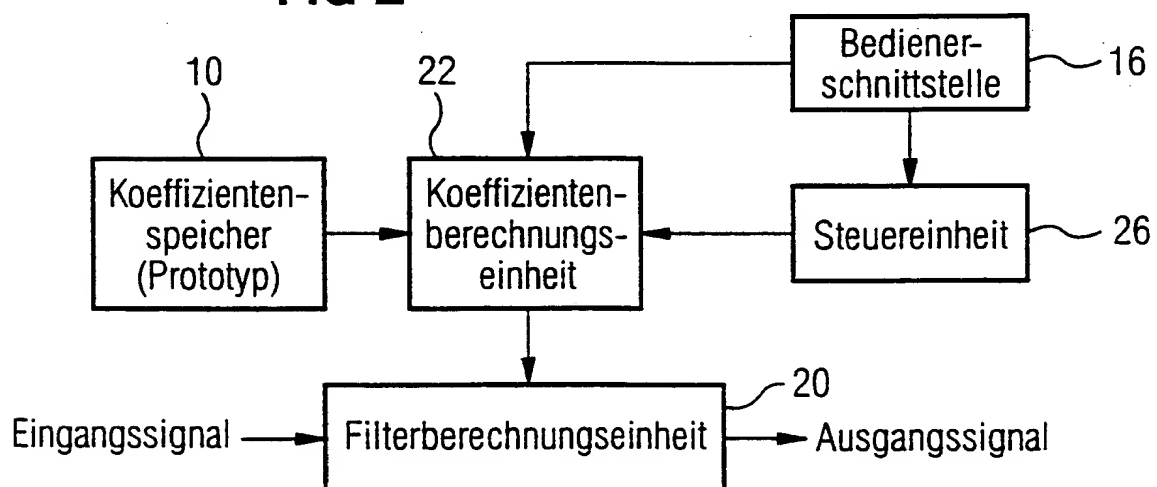 Bediener-
schnittstelle
16
10
22
Koeffizienten-
speicher
(Prototyp)
Koeffizienten-
berechnungs-
einheit
Steuereinheit
26
20
Eingangssignal
Filterberechnungseinheit
Ausgangssignal